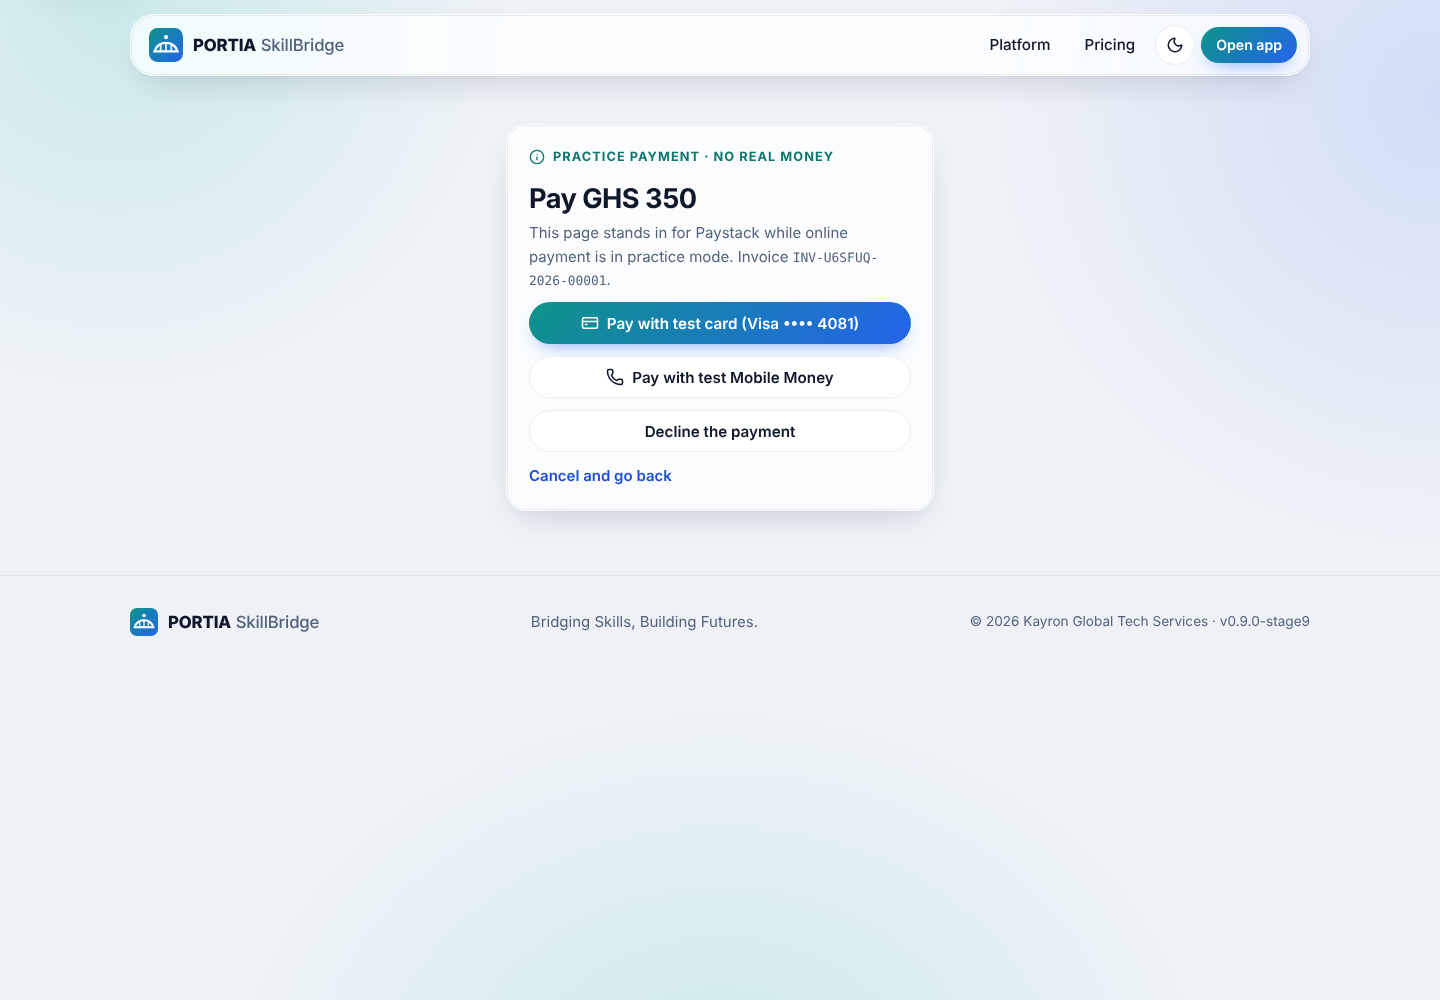 PORTIA SkillBridge
Platform
Pricing
Open app
PRACTICE PAYMENT · NO REAL MONEY
Pay GHS 350
This page stands in for Paystack while online
payment is in practice mode. Invoice INV-U6SFUQ-
2026-00001.
Pay with test card (Visa •••• 4081)
Pay with test Mobile Money
Decline the payment
Cancel and go back
PORTIA SkillBridge
Bridging Skills, Building Futures.
© 2026 Kayron Global Tech Services · v0.9.0-stage9